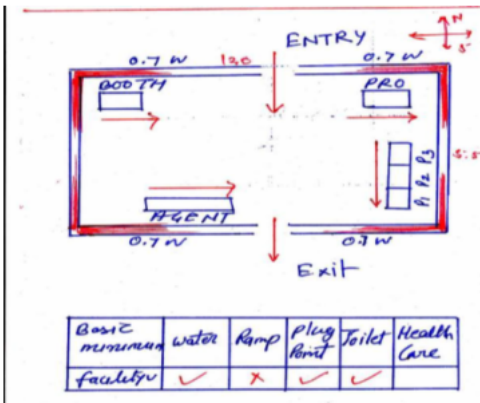 N
ENTRY
0.7 W 120 0.7 W
S
BOOTH PRO
P1 P2 P3
AGENT
0.7 W 0.7 W
Exit
Basic minimum water Ramp Plug Point Toilet Health Care
facility ✓ × ✓ ✓